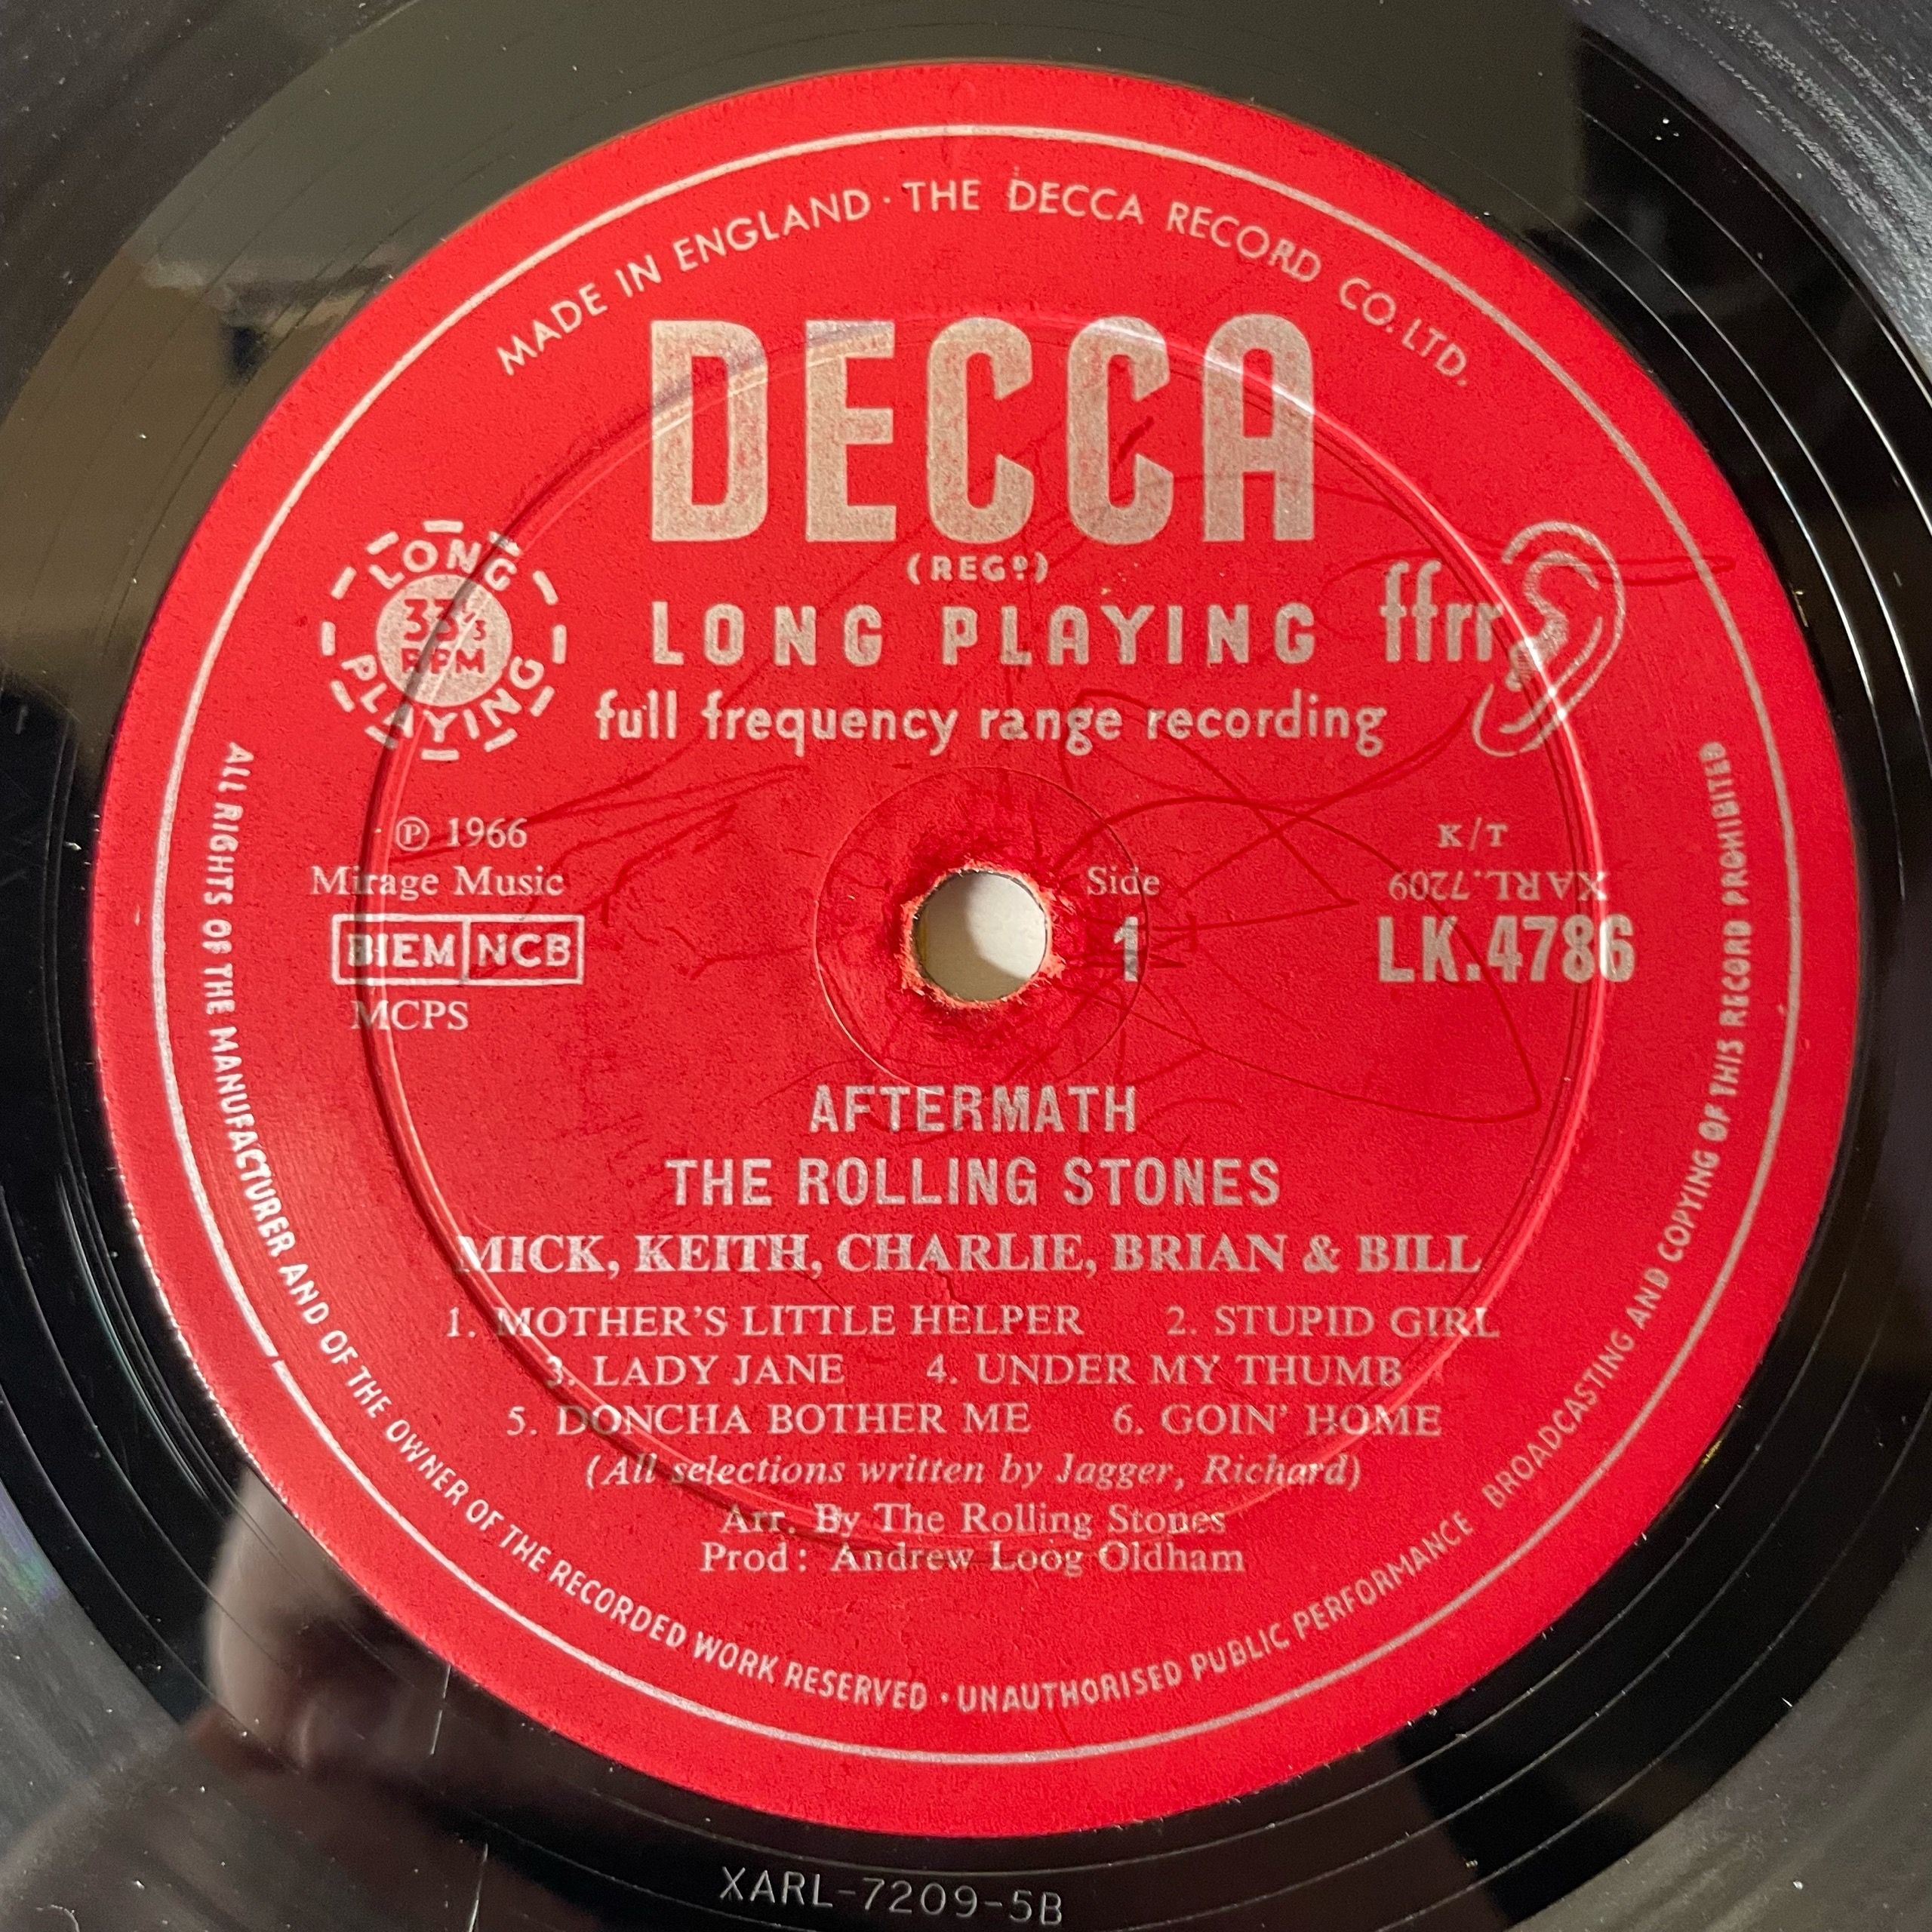 MADE IN ENGLAND · THE DECCA RECORD CO. LTD.
DECCA
(REGD)
LONG PLAYING
33⅓
RPM
LONG PLAYING
ffrr
full frequency range recording
Ⓟ 1966
Mirage Music
BIEM NCB
MCPS
Side
1
K/T
XARL.7209
LK.4786
AFTERMATH
THE ROLLING STONES
MICK, KEITH, CHARLIE, BRIAN & BILL
1. MOTHER'S LITTLE HELPER 2. STUPID GIRL
3. LADY JANE 4. UNDER MY THUMB
5. DONCHA BOTHER ME 6. GOIN' HOME
(All selections written by Jagger, Richard)
Arr. By The Rolling Stones
Prod: Andrew Loog Oldham
ALL RIGHTS OF THE MANUFACTURER AND OF THE OWNER OF THE RECORDED WORK RESERVED · UNAUTHORISED PUBLIC PERFORMANCE BROADCASTING AND COPYING OF THIS RECORD PROHIBITED
XARL-7209-5B